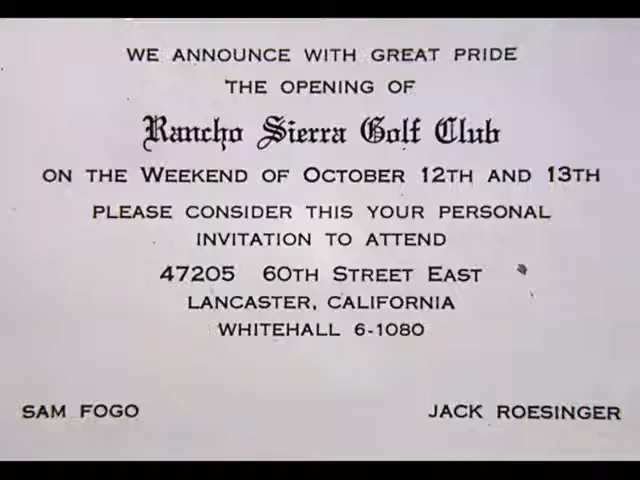 WE ANNOUNCE WITH GREAT PRIDE
THE OPENING OF
Rancho Sierra Golf Club
ON THE WEEKEND OF OCTOBER 12TH AND 13TH
PLEASE CONSIDER THIS YOUR PERSONAL
INVITATION TO ATTEND
47205 60TH STREET EAST
LANCASTER, CALIFORNIA
WHITEHALL 6-1080
SAM FOGO JACK ROESINGER